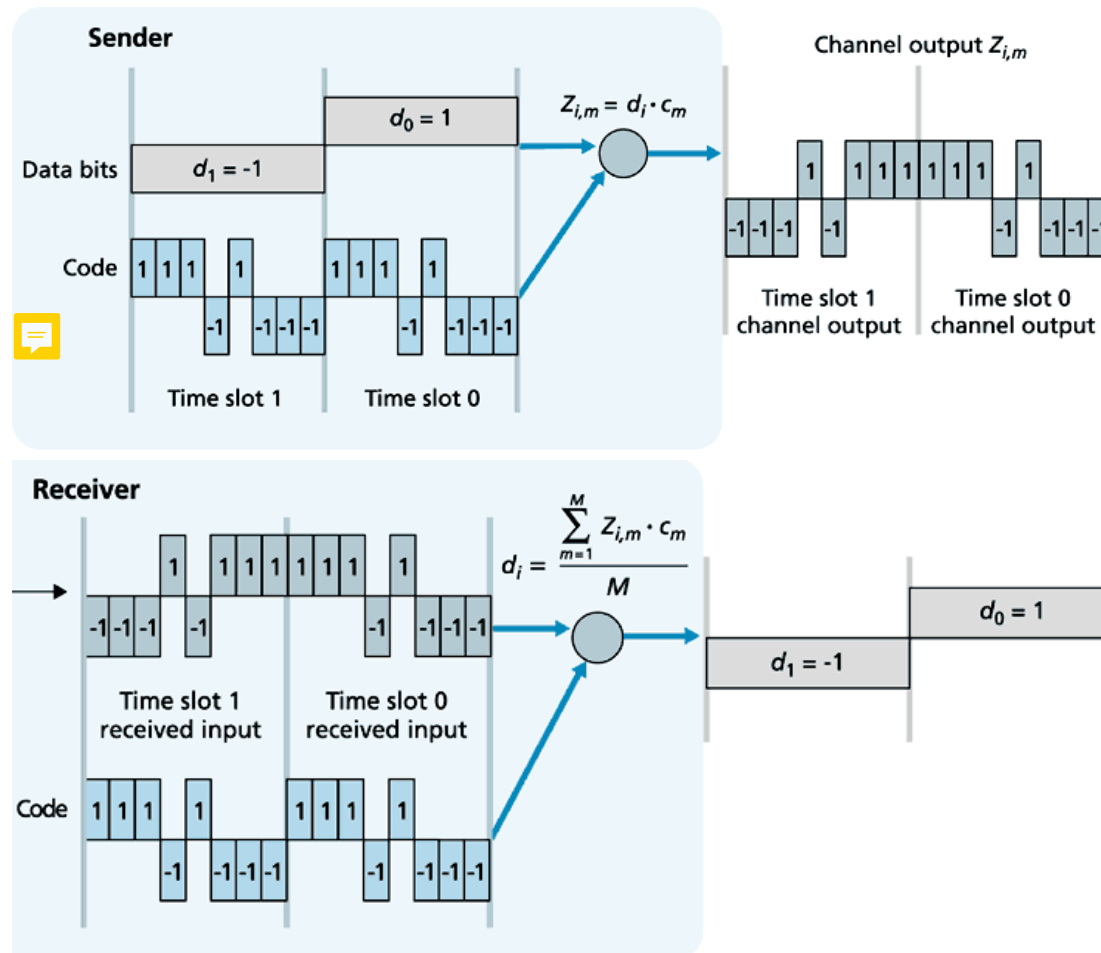 Sender
Channel output Z_{i,m}
d_0 = 1
Z_{i,m} = d_i · c_m
Data bits
d_1 = -1
1 1 1 1 1 1 1 1 1
-1 -1 -1 -1 -1 -1 -1 -1
Code
1 1 1 1 1 1 1 1
-1 -1 -1 -1 -1 -1 -1 -1
Time slot 1
channel output
Time slot 0
channel output
Time slot 1
Time slot 0
Receiver
d_i = \frac{\sum_{m=1}^{M} Z_{i,m} · c_m}{M}
1 1 1 1 1 1 1 1
-1 -1 -1 -1 -1 -1 -1 -1
d_0 = 1
d_1 = -1
Time slot 1
received input
Time slot 0
received input
Code
1 1 1 1 1 1 1 1
-1 -1 -1 -1 -1 -1 -1 -1